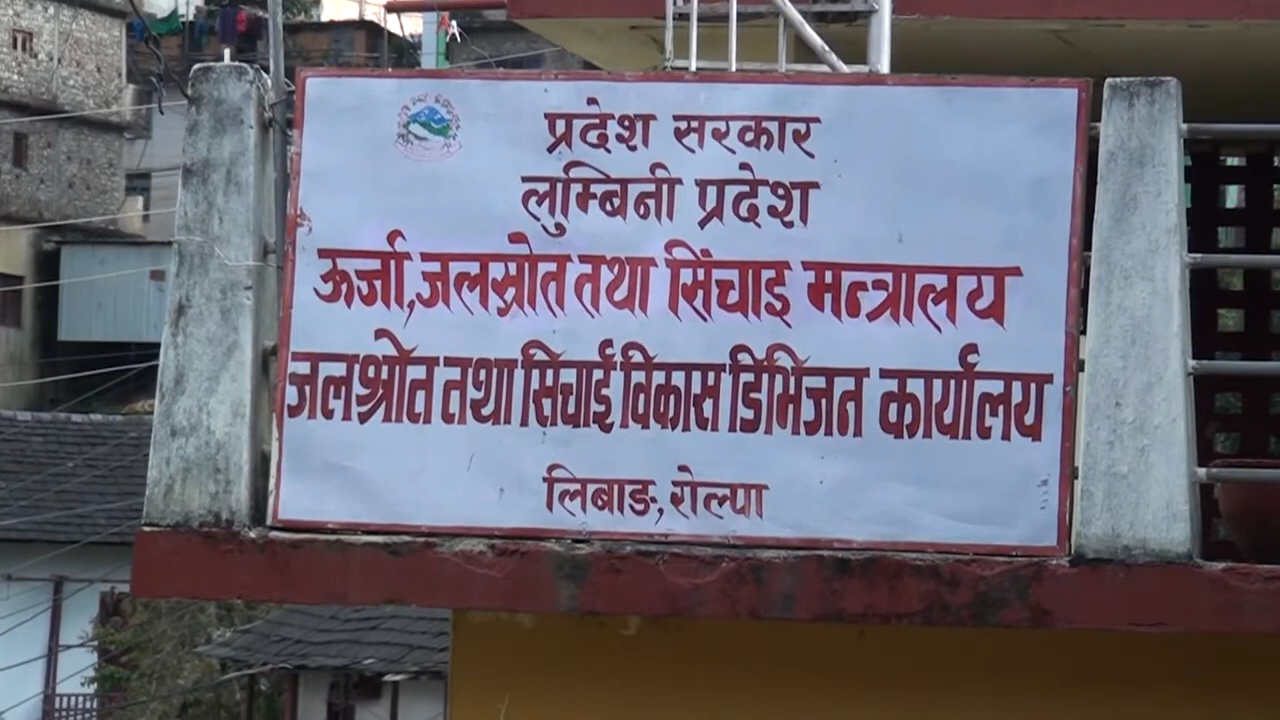 प्रदेश सरकार
लुम्बिनी प्रदेश
ऊर्जा,जलस्रोत तथा सिंचाइ मन्त्रालय
जलश्रोत तथा सिचाई विकास डिभिजन कार्यालय
लिबाङ,रोल्पा